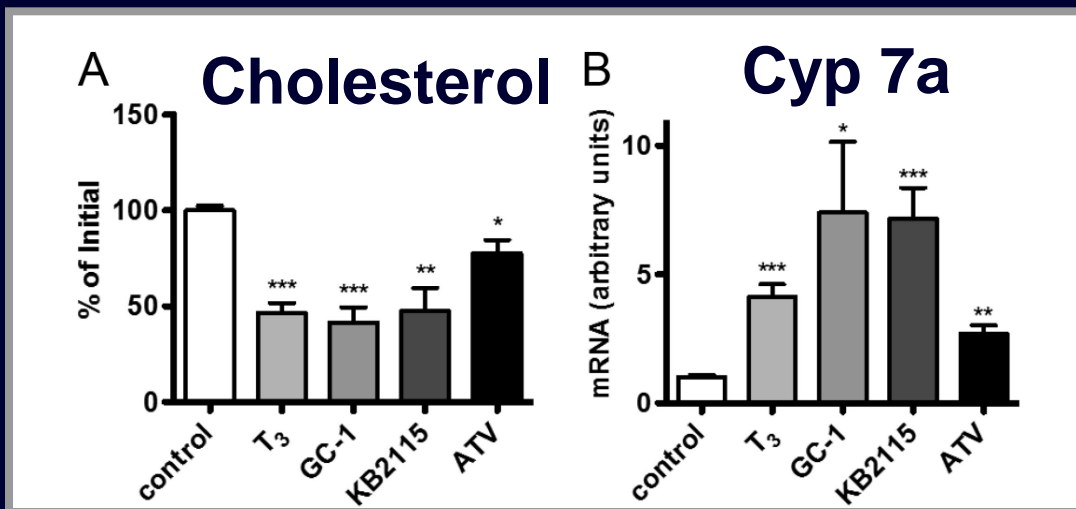 A Cholesterol
% of Initial
150
100
50
0
***
***
**
*
control
T3
GC-1
KB2115
ATV
B Cyp 7a
mRNA (arbitrary units)
10
5
0
***
*
***
**
control
T3
GC-1
KB2115
ATV